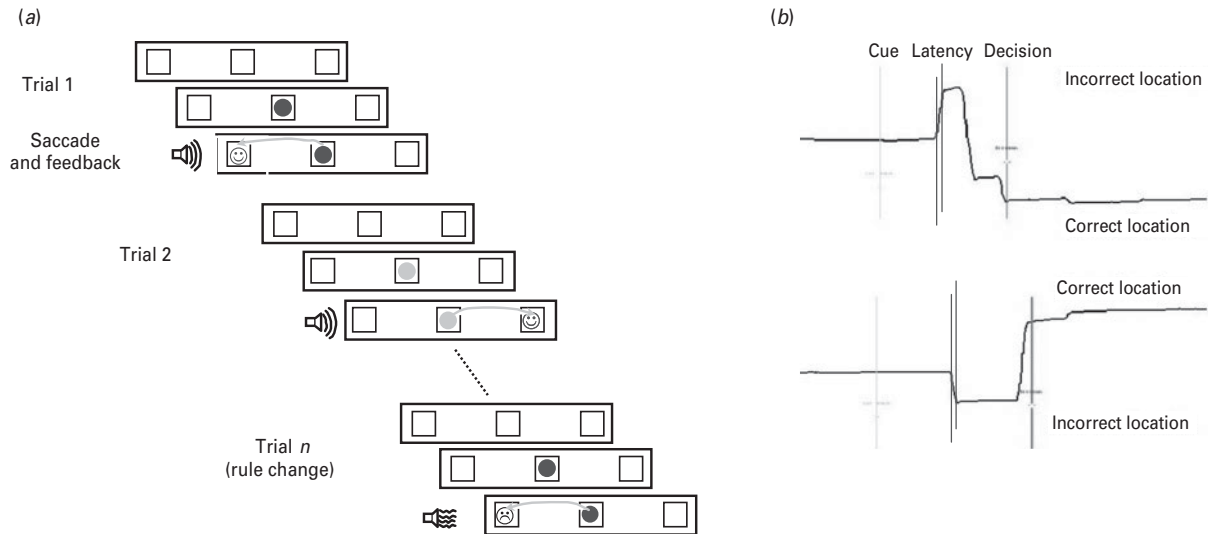 (a)
Trial 1
Saccade
and feedback
Trial 2
Trial n
(rule change)
(b)
Cue Latency Decision
Incorrect location
Correct location
Correct location
Incorrect location